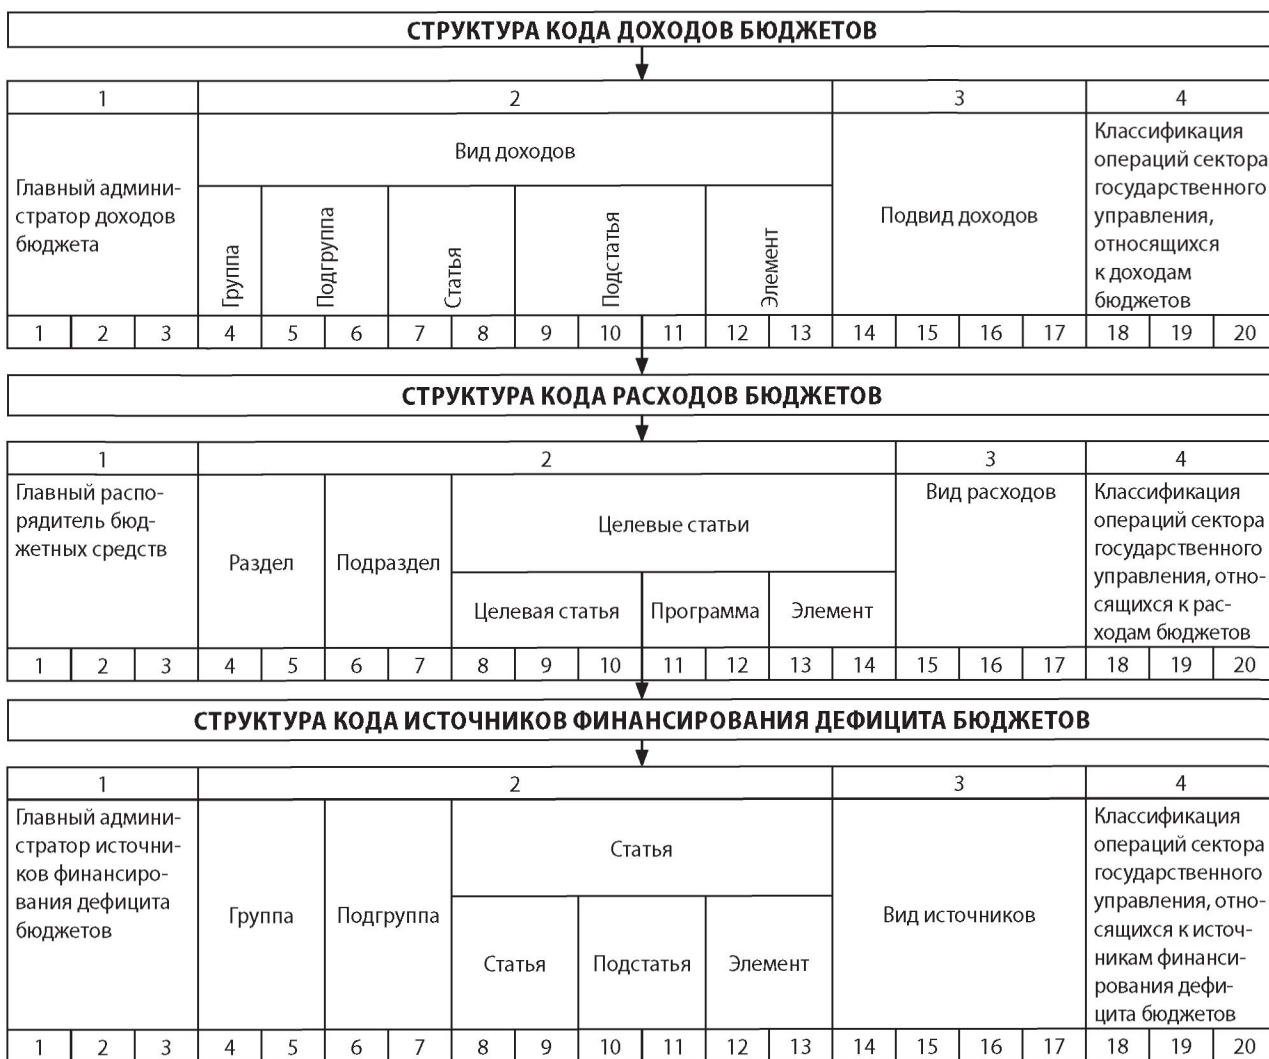 СТРУКТУРА КОДА ДОХОДОВ БЮДЖЕТОВ
1 2 3 4
Главный админи-
стратор доходов
бюджета
Вид доходов
Группа
Подгруппа
Статья
Подстатья
Элемент
Подвид доходов
Классификация
операций сектора
государственного
управления,
относящихся
к доходам
бюджетов
1 2 3 4 5 6 7 8 9 10 11 12 13 14 15 16 17 18 19 20
СТРУКТУРА КОДА РАСХОДОВ БЮДЖЕТОВ
1 2 3 4
Главный распо-
рядитель бюд-
жетных средств
Раздел
Подраздел
Целевые статьи
Целевая статья
Программа
Элемент
Вид расходов
Классификация
операций сектора
государственного
управления, отно-
сящихся к рас-
ходам бюджетов
1 2 3 4 5 6 7 8 9 10 11 12 13 14 15 16 17 18 19 20
СТРУКТУРА КОДА ИСТОЧНИКОВ ФИНАНСИРОВАНИЯ ДЕФИЦИТА БЮДЖЕТОВ
1 2 3 4
Главный админи-
стратор источни-
ков финансиро-
вания дефицита
бюджетов
Группа
Подгруппа
Статья
Статья
Подстатья
Элемент
Вид источников
Классификация
операций сектора
государственного
управления, отно-
сящихся к источ-
никам финанси-
рования дефи-
цита бюджетов
1 2 3 4 5 6 7 8 9 10 11 12 13 14 15 16 17 18 19 20